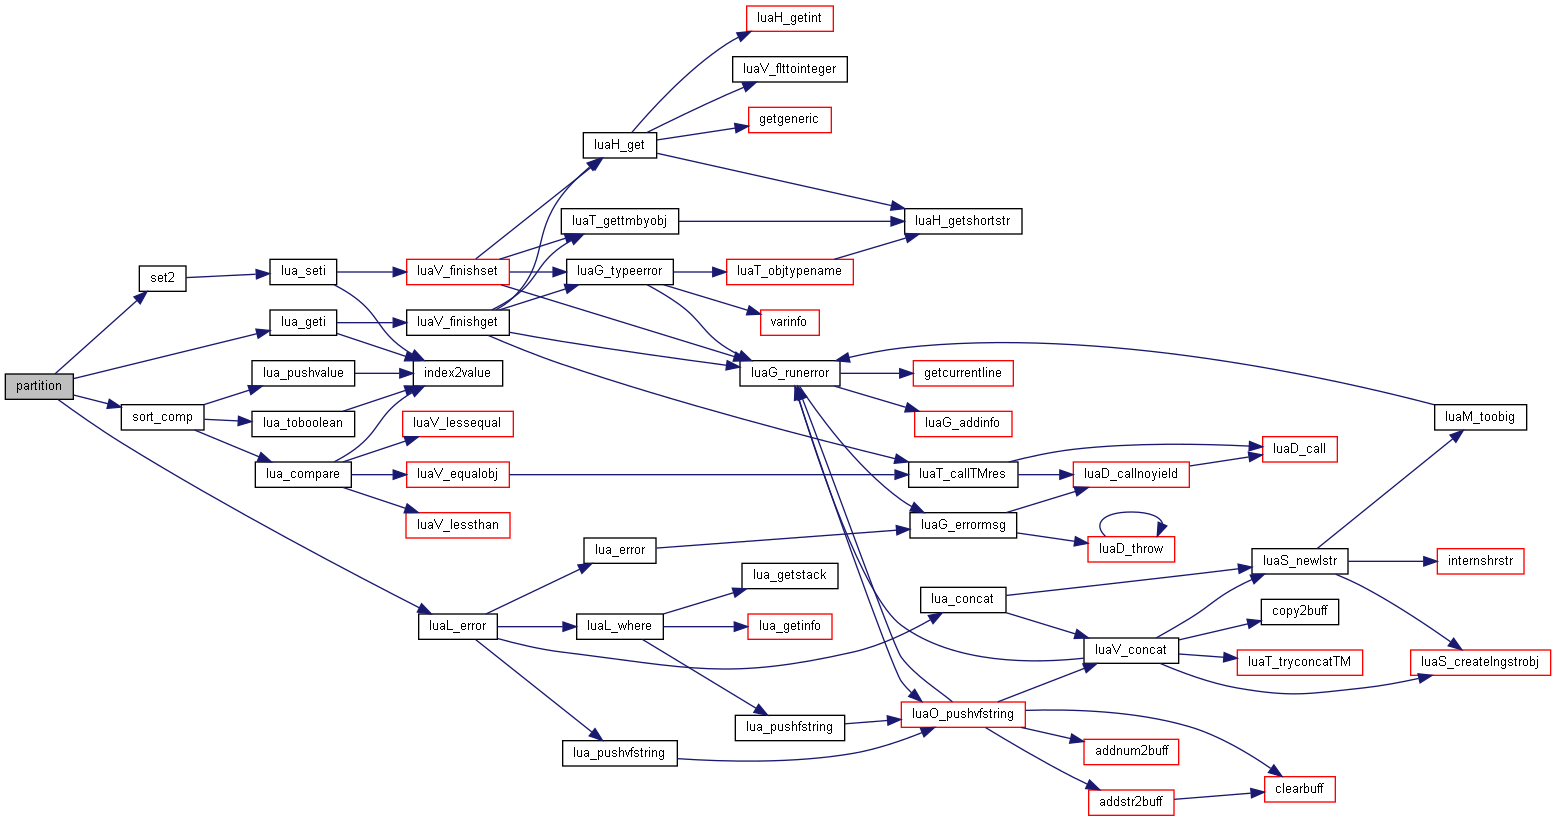 partition
set2
lua_geti
sort_comp
luaL_error
lua_seti
lua_pushvalue
lua_toboolean
lua_compare
luaV_finishset
luaV_finishget
index2value
luaV_lessequal
luaV_equalobj
luaV_lessthan
luaH_get
luaT_gettmbyobj
luaG_typeerror
lua_error
luaL_where
lua_pushvfstring
luaH_getint
luaV_flttointeger
getgeneric
luaT_objtypename
varinfo
luaG_runerror
lua_getstack
lua_getinfo
lua_pushfstring
luaH_getshortstr
getcurrentline
luaG_addinfo
luaT_callTMres
luaG_errormsg
lua_concat
luaO_pushvfstring
luaD_callnoyield
luaD_throw
luaV_concat
addnum2buff
addstr2buff
luaD_call
luaS_newlstr
copy2buff
luaT_tryconcatTM
clearbuff
luaM_toobig
internshrstr
luaS_createlngstrobj